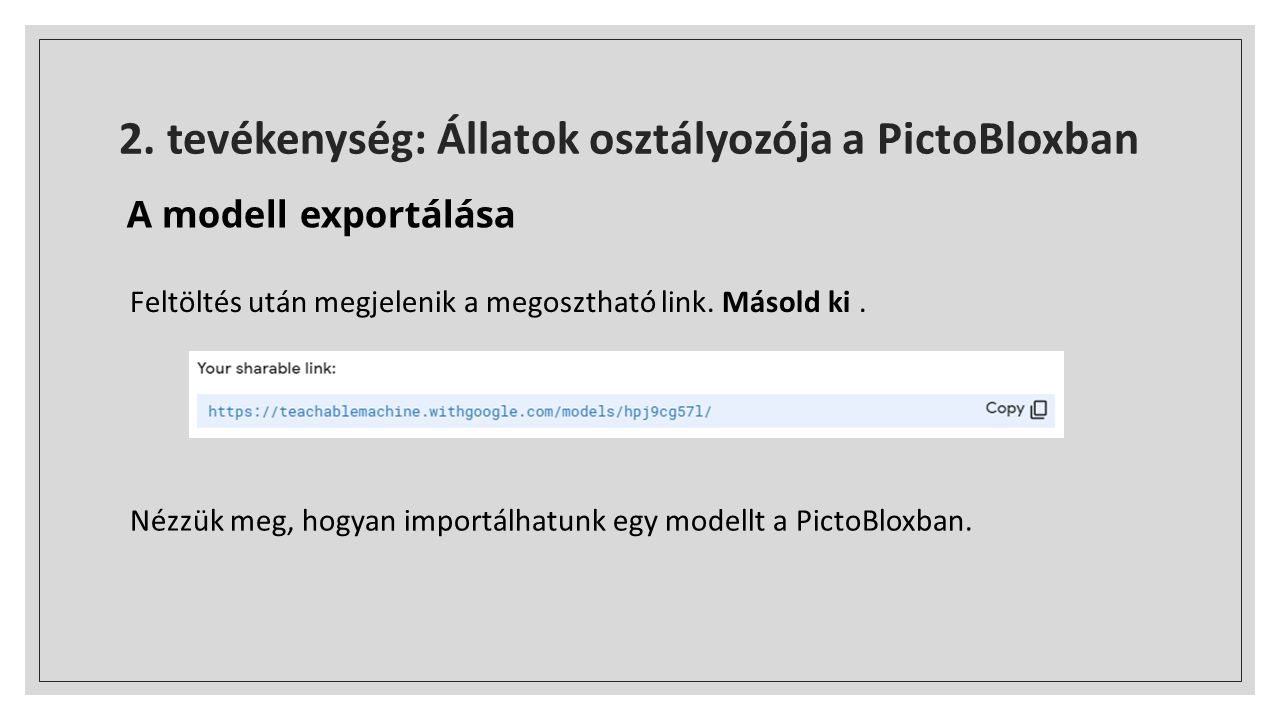 2. tevékenység: Állatok osztályozója a PictoBloxban
A modell exportálása
Feltöltés után megjelenik a megosztható link. Másold ki .
Your sharable link:
https://teachablemachine.withgoogle.com/models/hpj9cg57l/
Copy
Nézzük meg, hogyan importálhatunk egy modellt a PictoBloxban.